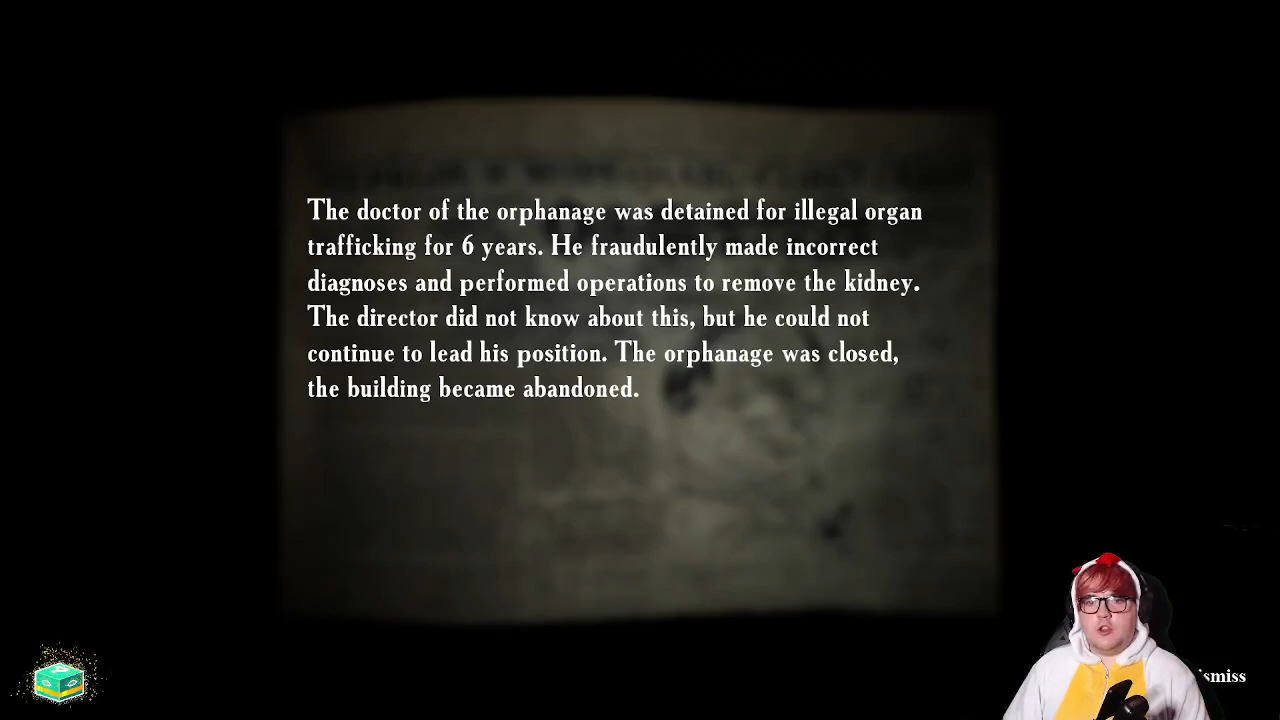 The doctor of the orphanage was detained for illegal organ
trafficking for 6 years. He fraudulently made incorrect
diagnoses and performed operations to remove the kidney.
The director did not know about this, but he could not
continue to lead his position. The orphanage was closed,
the building became abandoned.
smiss